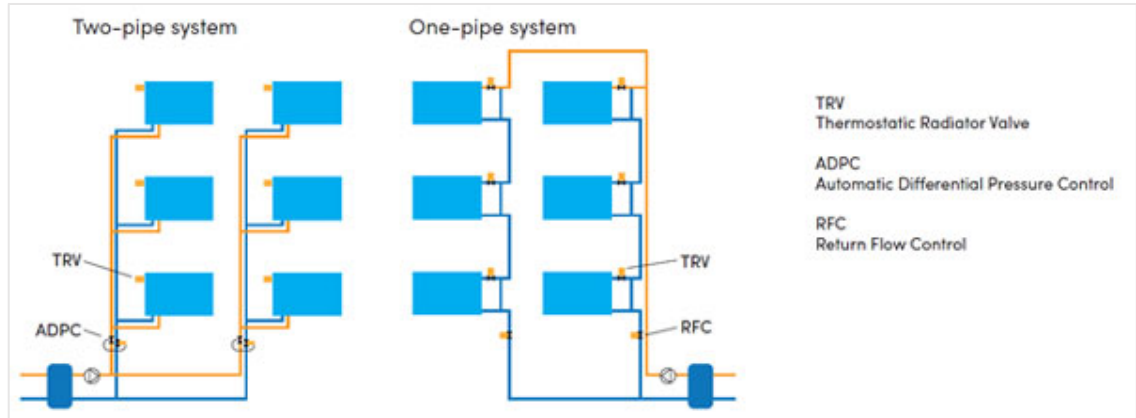 Two-pipe system
One-pipe system
TRV
Thermostatic Radiator Valve
ADPC
Automatic Differential Pressure Control
RFC
Return Flow Control
TRV
ADPC
TRV
RFC